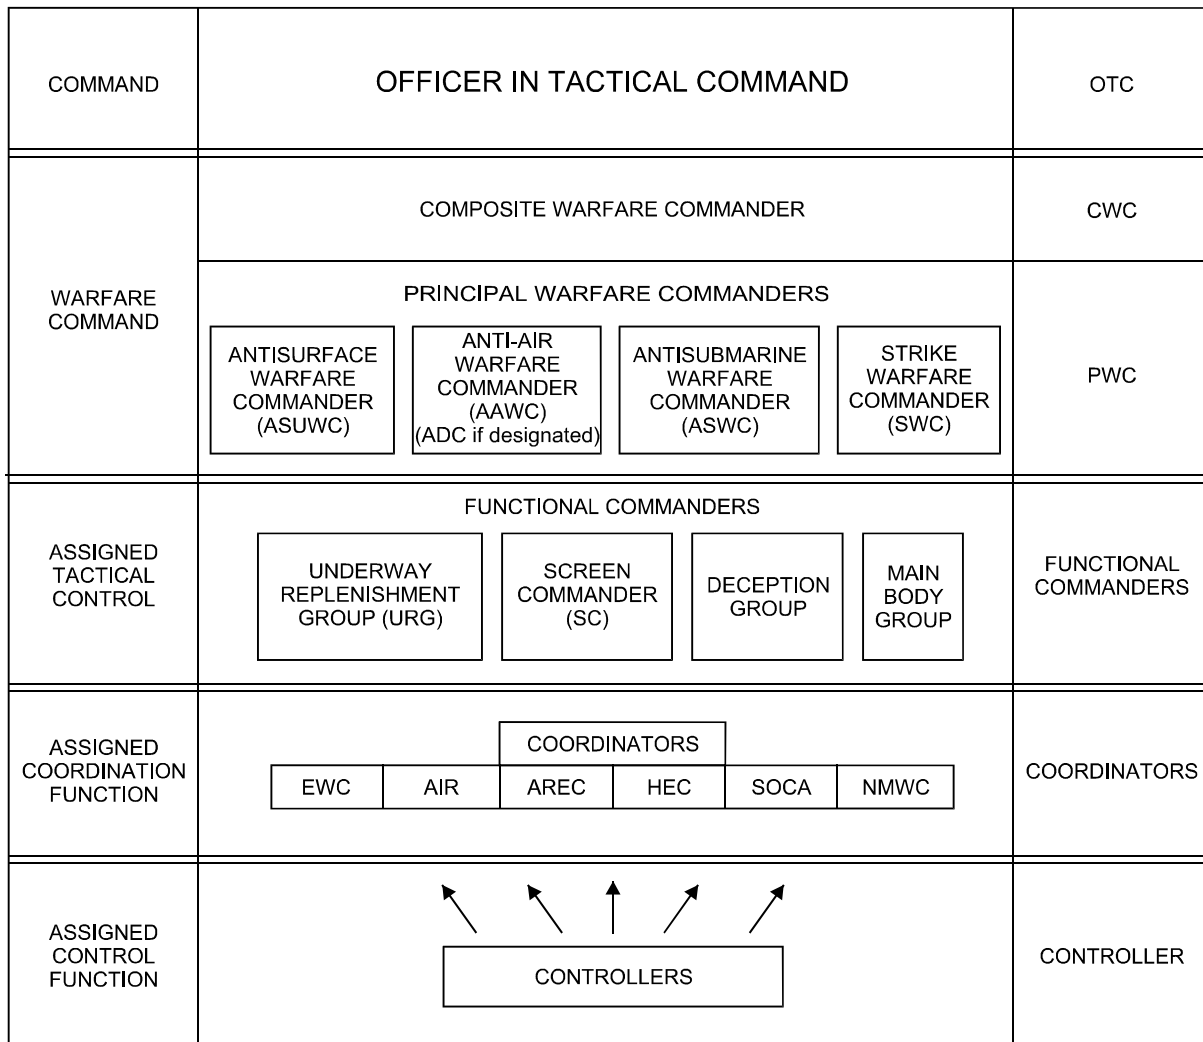 COMMAND
OFFICER IN TACTICAL COMMAND
OTC
WARFARE
COMMAND
COMPOSITE WARFARE COMMANDER
CWC
PRINCIPAL WARFARE COMMANDERS
ANTISURFACE
WARFARE
COMMANDER
(ASUWC)
ANTI-AIR
WARFARE
COMMANDER
(AAWC)
(ADC if designated)
ANTISUBMARINE
WARFARE
COMMANDER
(ASWC)
STRIKE
WARFARE
COMMANDER
(SWC)
PWC
ASSIGNED
TACTICAL
CONTROL
FUNCTIONAL COMMANDERS
UNDERWAY
REPLENISHMENT
GROUP (URG)
SCREEN
COMMANDER
(SC)
DECEPTION
GROUP
MAIN
BODY
GROUP
FUNCTIONAL
COMMANDERS
ASSIGNED
COORDINATION
FUNCTION
COORDINATORS
EWC
AIR
AREC
HEC
SOCA
NMWC
COORDINATORS
ASSIGNED
CONTROL
FUNCTION
CONTROLLERS
CONTROLLER